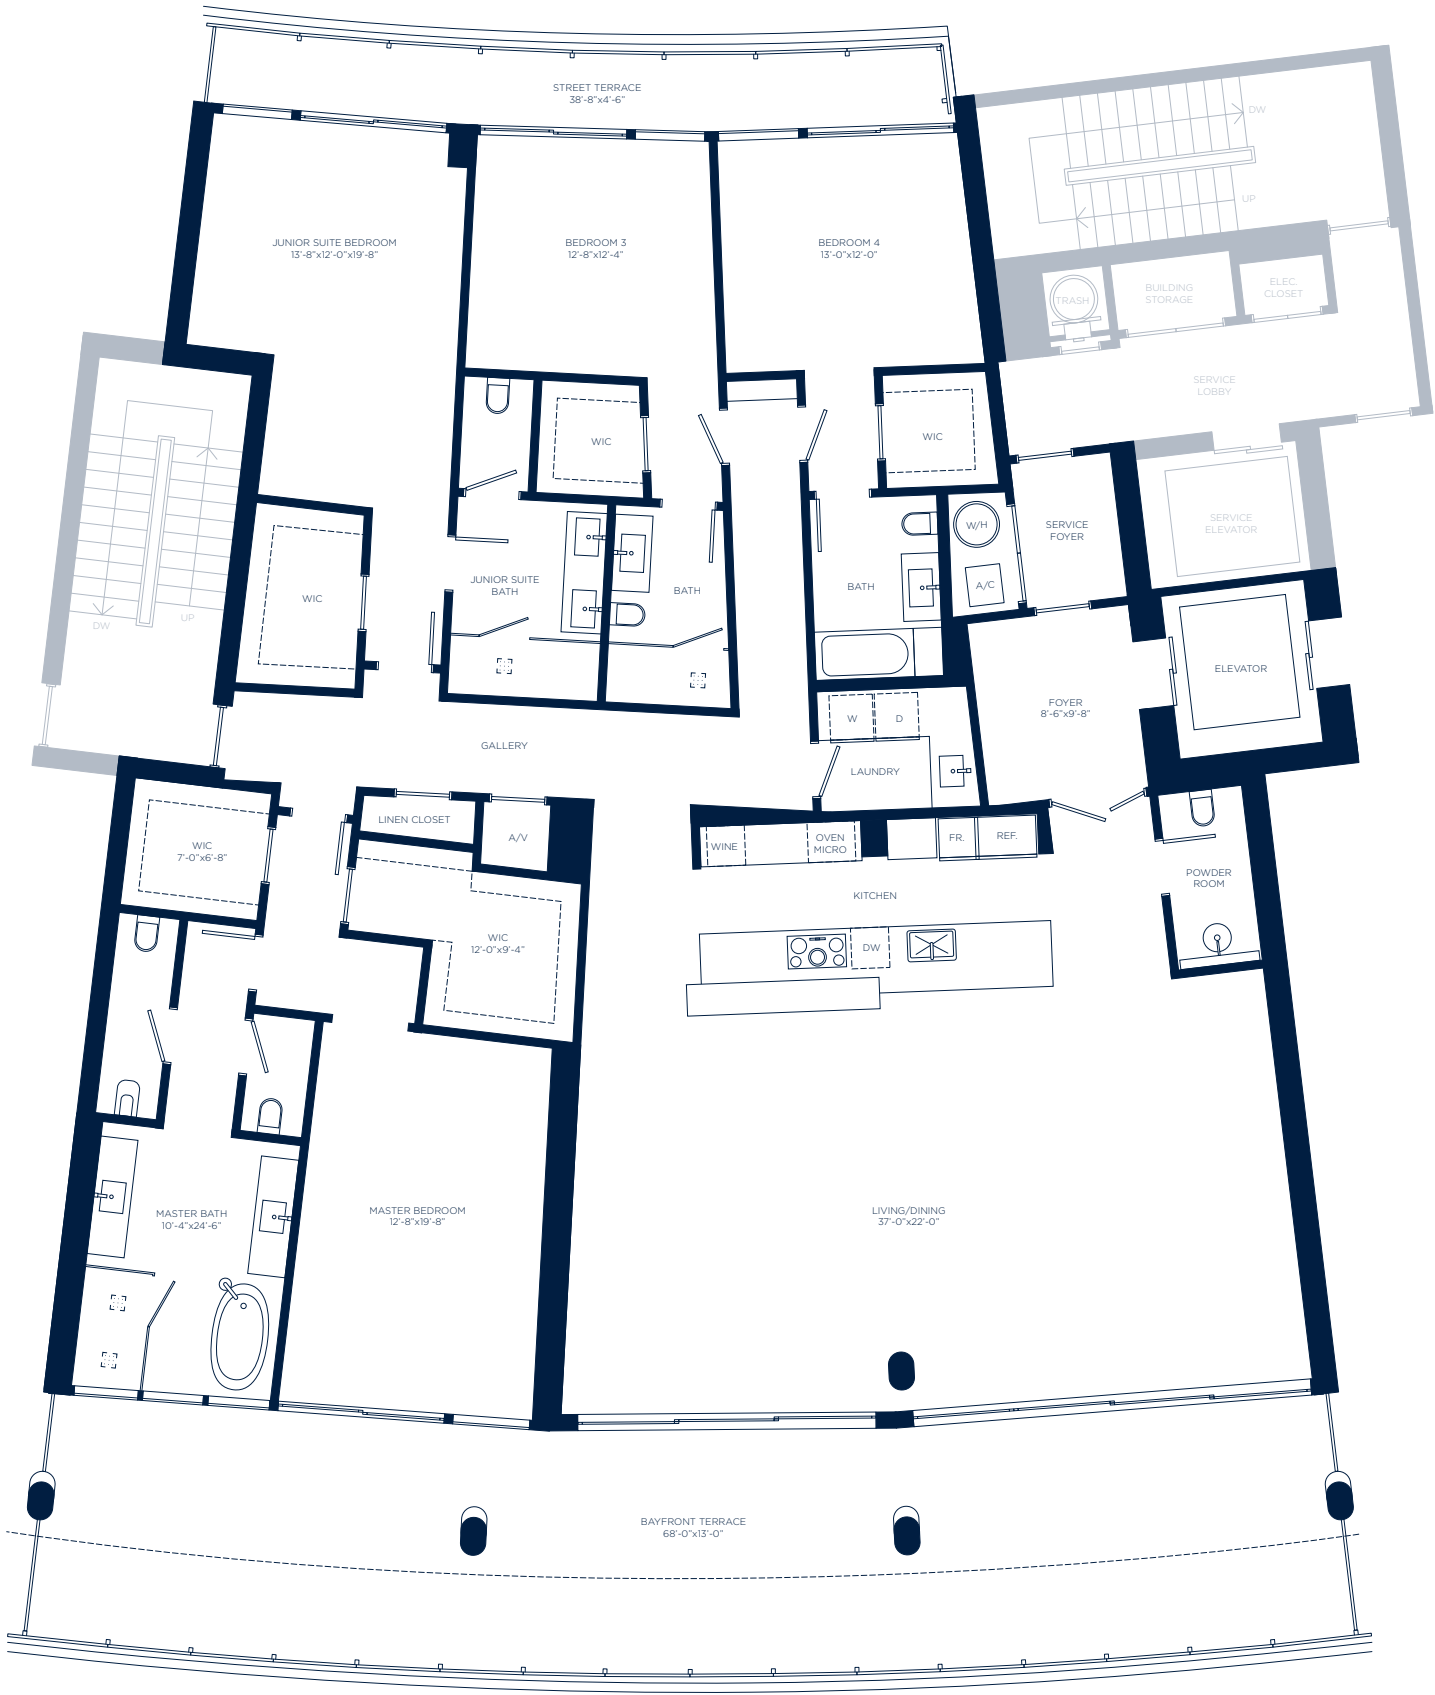 STREET TERRACE
38'-8"x4'-6"
DW
UP
JUNIOR SUITE BEDROOM
13'-8"x12'-0"x19'-8"
BEDROOM 3
12'-8"x12'-4"
BEDROOM 4
13'-0"x12'-0"
TRASH
BUILDING
STORAGE
ELEC.
CLOSET
SERVICE
LOBBY
WIC
WIC
W/H
SERVICE
FOYER
SERVICE
ELEVATOR
JUNIOR SUITE
BATH
BATH
BATH
A/C
WIC
DW
UP
ELEVATOR
FOYER
8'-6"x9'-8"
W
D
GALLERY
LAUNDRY
LINEN CLOSET
A/V
WINE
OVEN
MICRO
FR.
REF.
WIC
7'-0"x6'-8"
KITCHEN
POWDER
ROOM
WIC
12'-0"x9'-4"
DW
MASTER BATH
10'-4"x24'-6"
MASTER BEDROOM
12'-8"x19'-8"
LIVING/DINING
37'-0"x22'-0"
BAYFRONT TERRACE
68'-0"x13'-0"